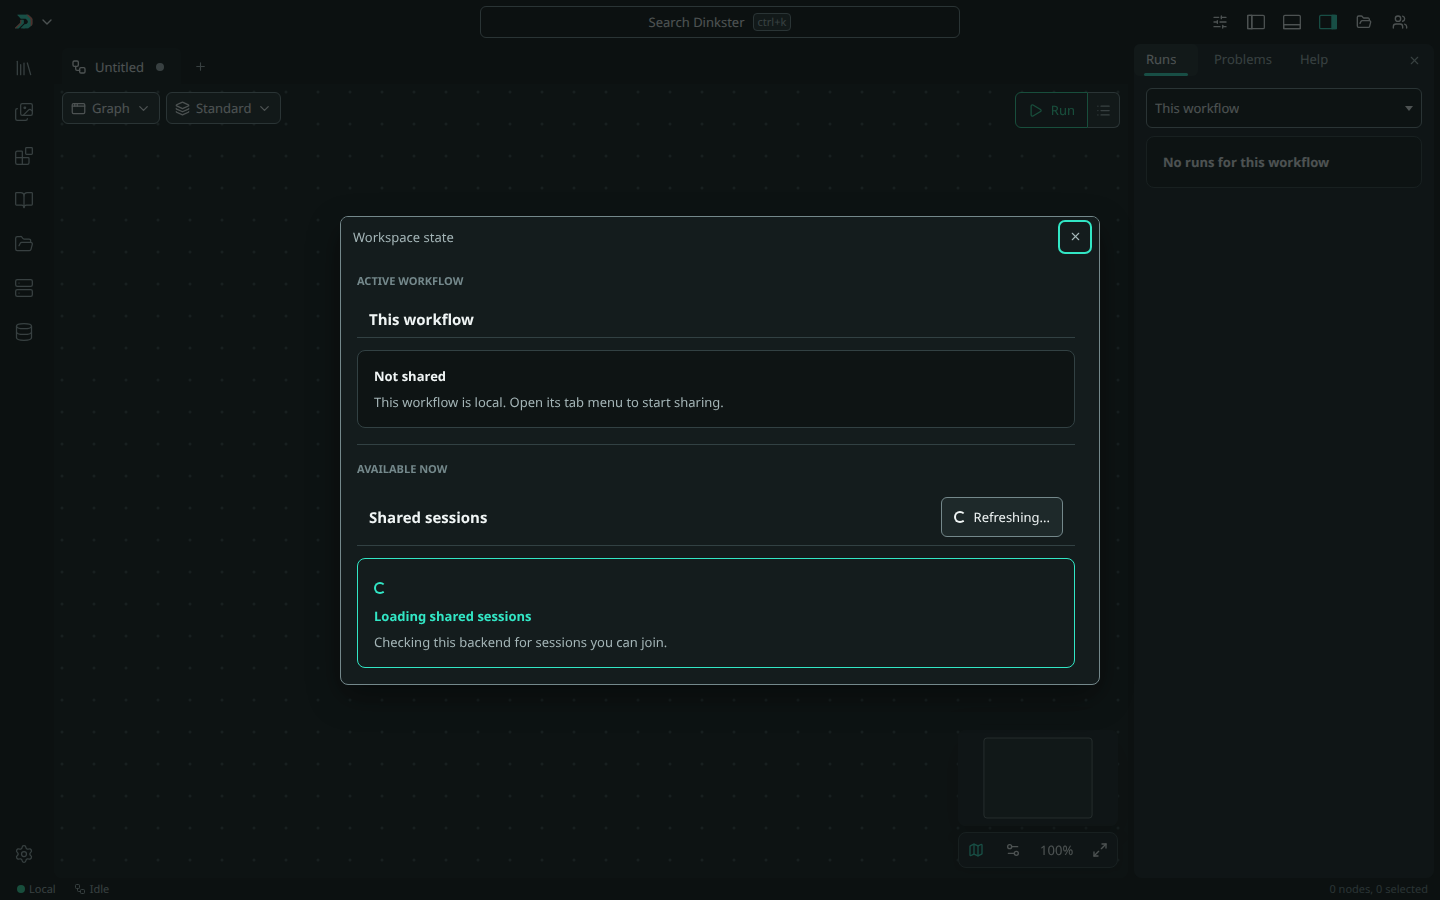 Search Dinkster ctrl+k
Untitled
Runs Problems Help
Graph
Standard
Run
This workflow
No runs for this workflow
Workspace state
ACTIVE WORKFLOW
This workflow
Not shared
This workflow is local. Open its tab menu to start sharing.
AVAILABLE NOW
Shared sessions
Refreshing...
Loading shared sessions
Checking this backend for sessions you can join.
100%
Local
Idle
0 nodes, 0 selected